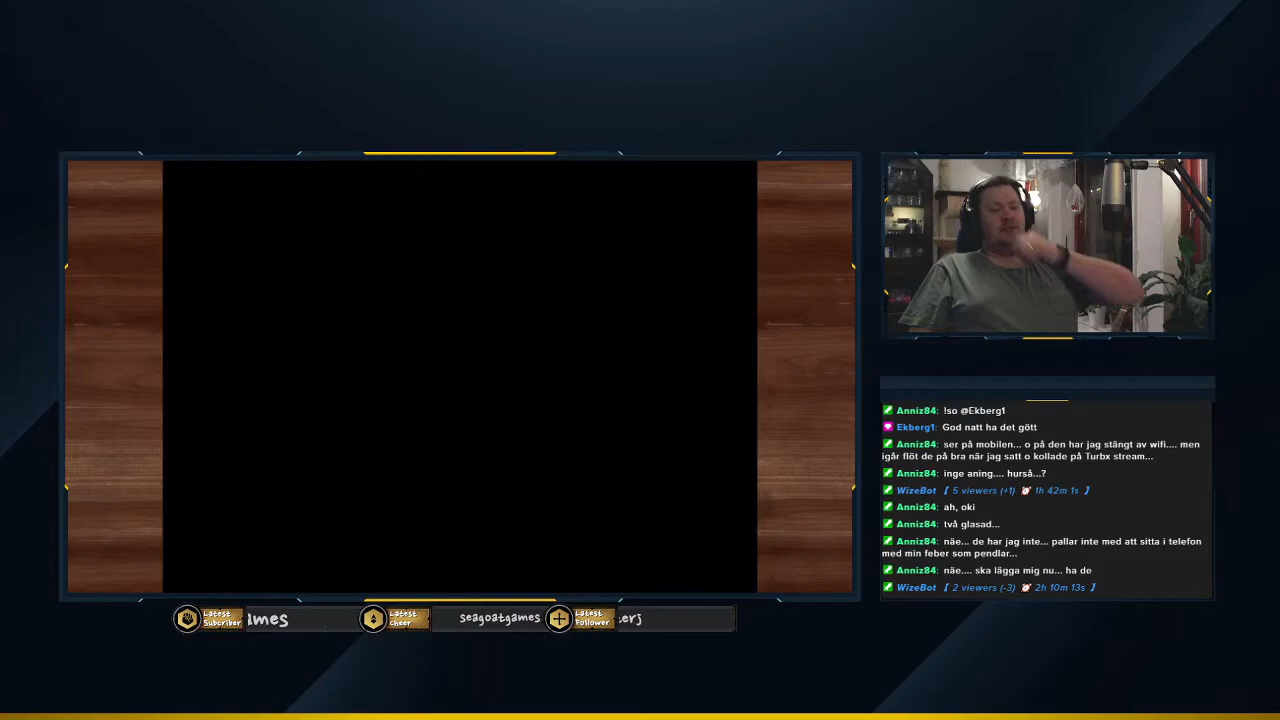 Anniz84: !so @Ekberg1
Ekberg1: God natt ha det gött
Anniz84: ser på mobilen... o på den har jag stängt av wifi.... men
igår flöt de på bra när jag satt o kollade på Turbx stream...
Anniz84: inge aning.... hurså...?
WizeBot 【 5 viewers (+1) ⏰ 1h 42m 1s 】
Anniz84: ah, oki
Anniz84: två glasad...
Anniz84: näe... de har jag inte... pallar inte med att sitta i telefon
med min feber som pendlar...
Anniz84: näe.... ska lägga mig nu... ha de
WizeBot 【 2 viewers (-3) ⏰ 2h 10m 13s 】
Latest
Subcriber
ames
Latest
cheer
seagoatgames
Latest
Follower
erj